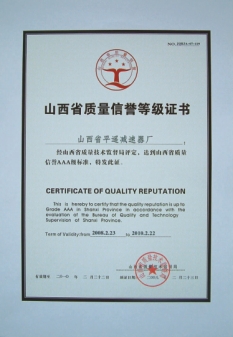 山西省质量信誉等级证书
山西省平遥减速器厂
经山西省质量技术监督局评定，达到山西省质量
信誉AAA级标准，特发此证。
CERTIFICATE OF QUALITY REPUTATION
This is hereby to certify that the quality reputation is up to
Grade AAA in Shanxi Province in accordance with the
evaluation of the Bureau of Quality and Technology
Supervision of Shanxi Province.
Term of Validity from 2008.2.23 To 2010.2.22